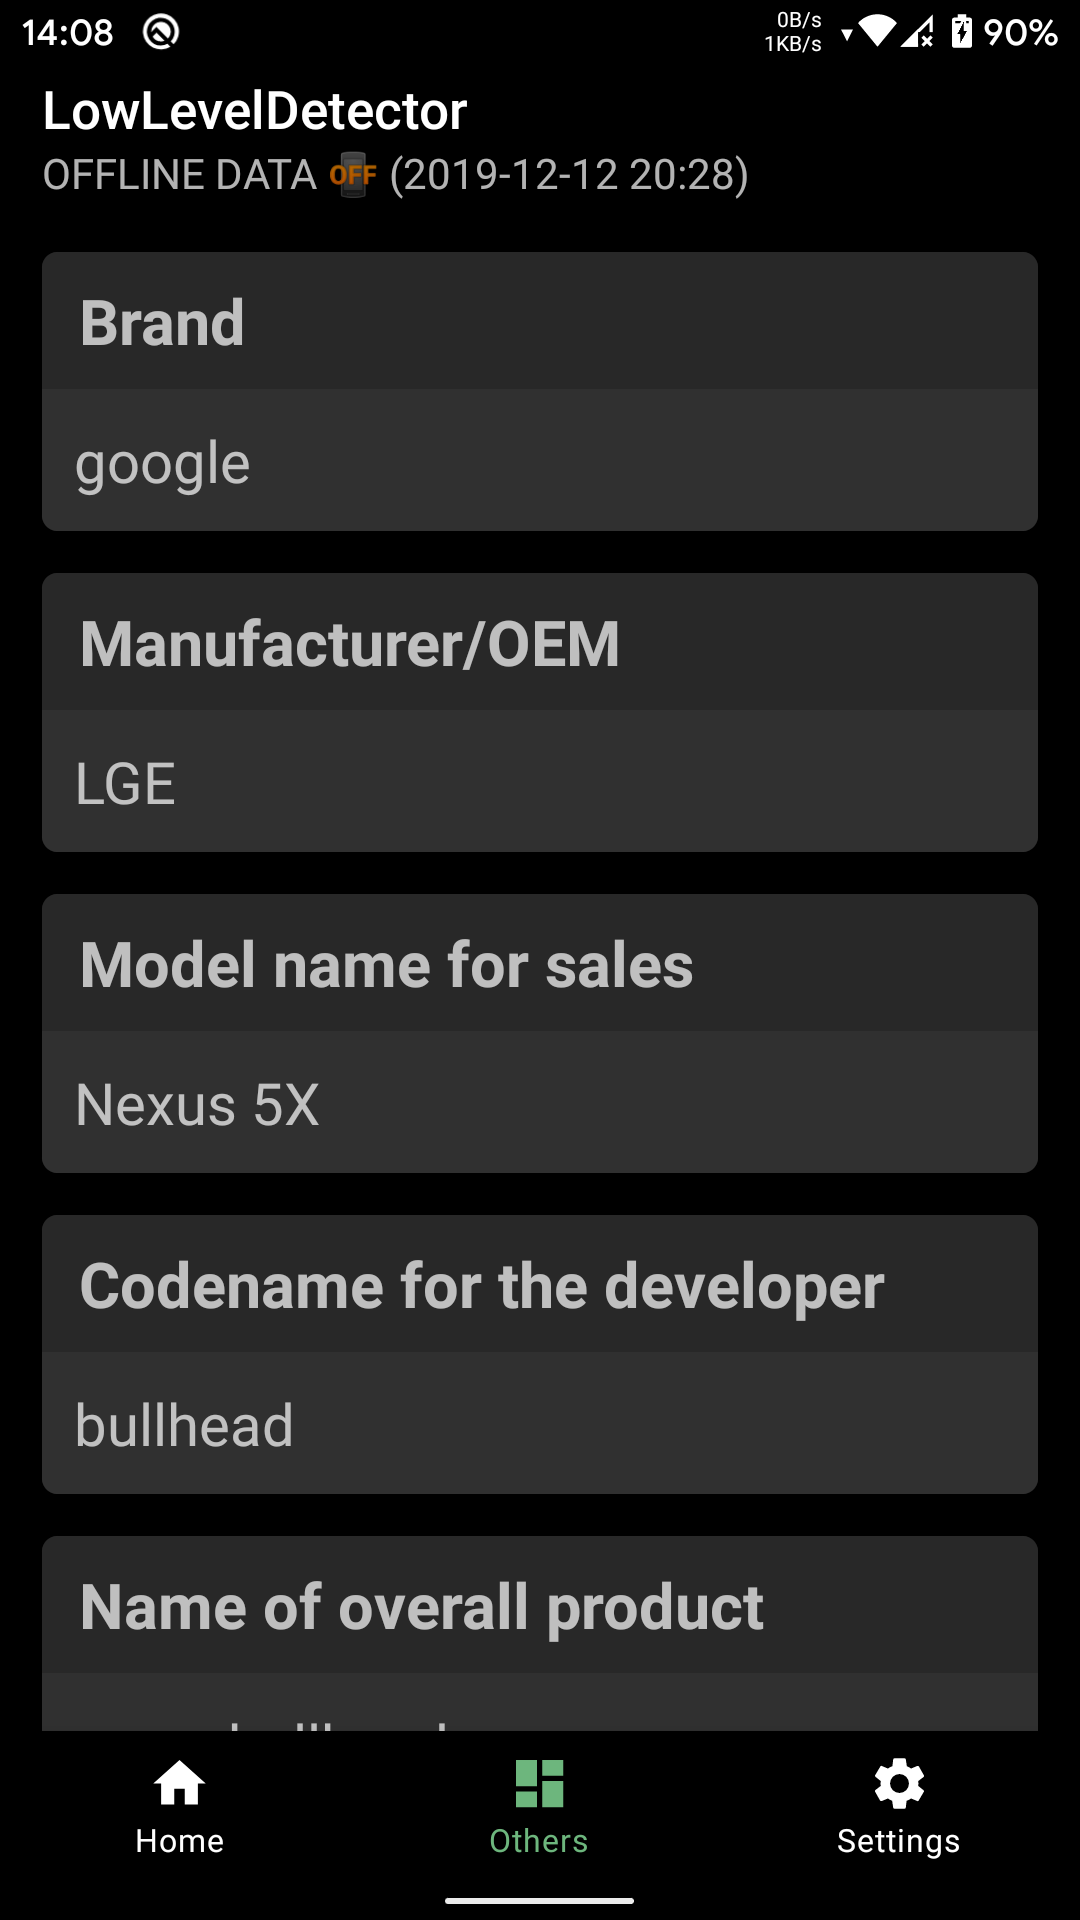 14:08
0B/s
1KB/s
90%
LowLevelDetector
OFFLINE DATA OFF (2019-12-12 20:28)
Brand
google
Manufacturer/OEM
LGE
Model name for sales
Nexus 5X
Codename for the developer
bullhead
Name of overall product
Home
Others
Settings